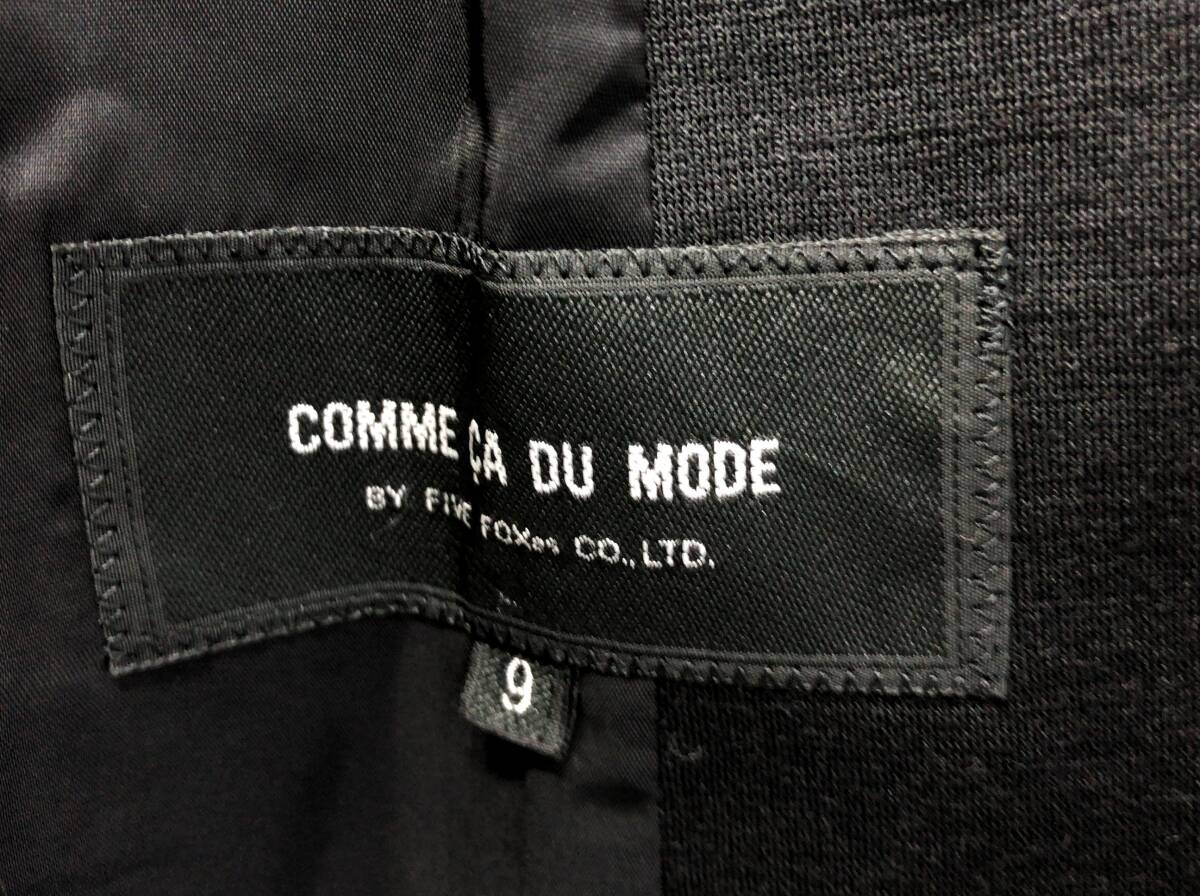 COMME ÇA DU MODE
BY FIVE FOXes CO., LTD.
9